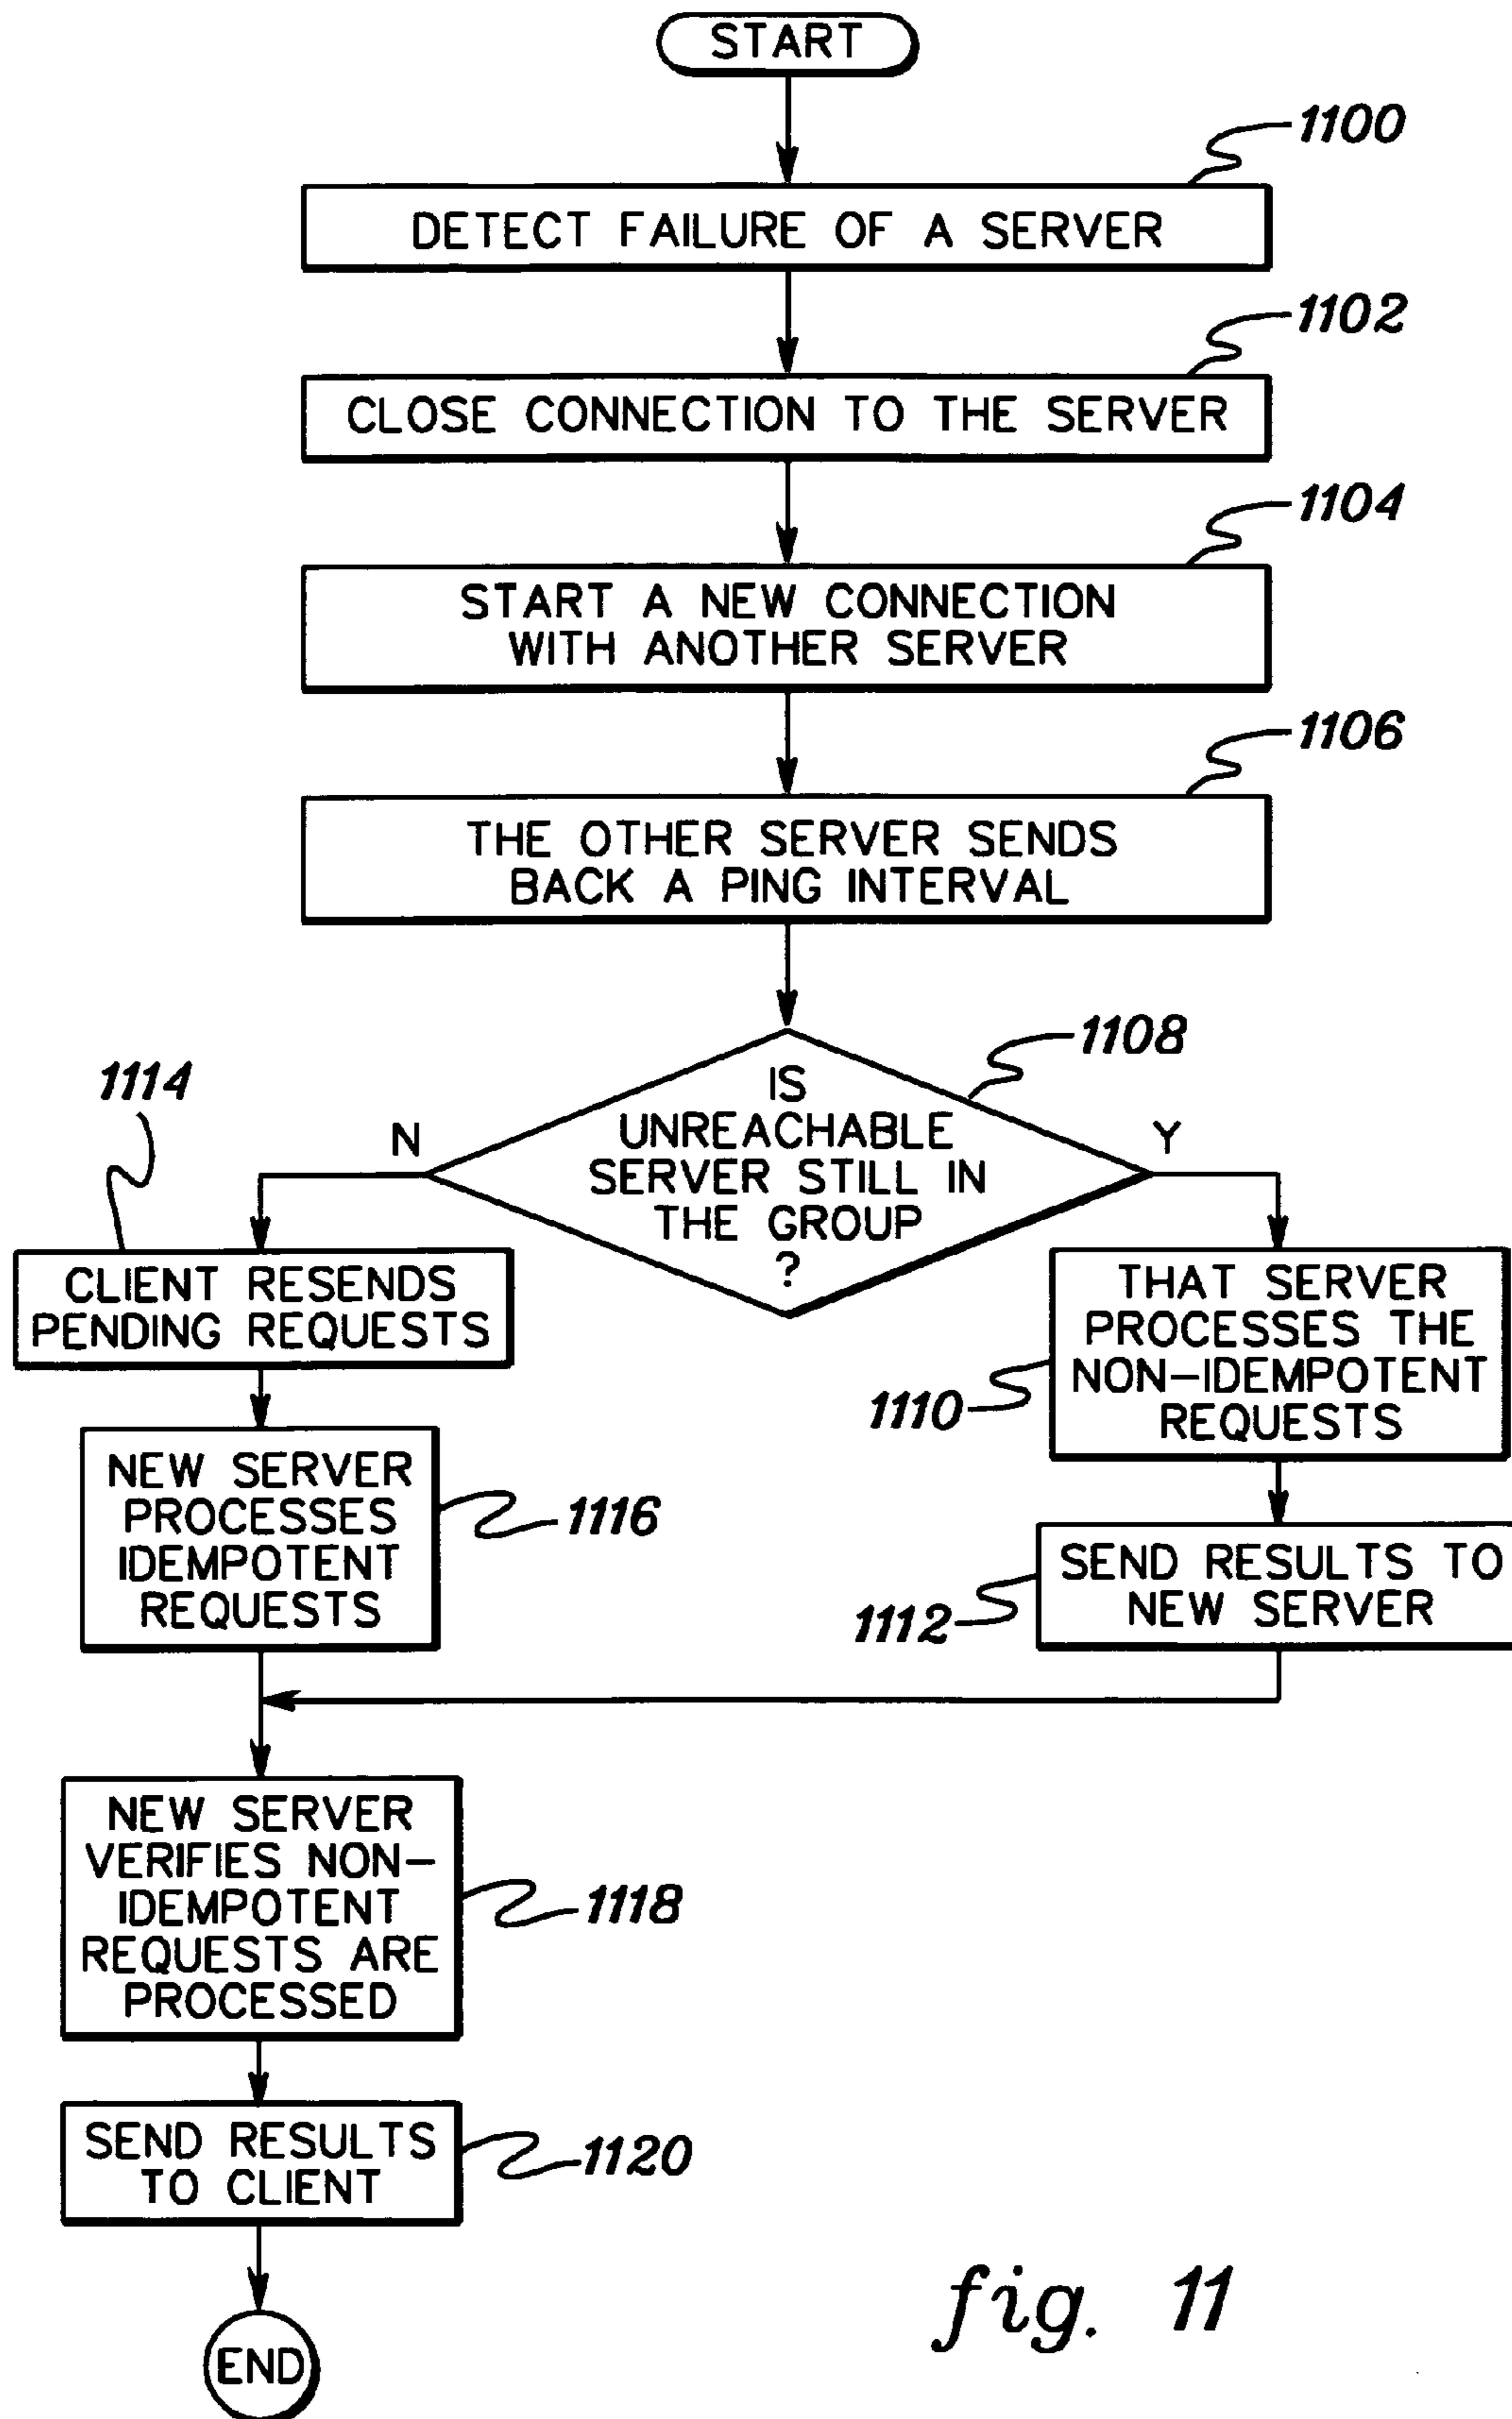 START
1100
DETECT FAILURE OF A SERVER
1102
CLOSE CONNECTION TO THE SERVER
1104
START A NEW CONNECTION
WITH ANOTHER SERVER
1106
THE OTHER SERVER SENDS
BACK A PING INTERVAL
1108
IS
UNREACHABLE
SERVER STILL IN
THE GROUP
?
N
Y
1114
CLIENT RESENDS
PENDING REQUESTS
THAT SERVER
PROCESSES THE
NON-IDEMPOTENT
REQUESTS
1110
NEW SERVER
PROCESSES
IDEMPOTENT
REQUESTS
1116
SEND RESULTS TO
NEW SERVER
1112
NEW SERVER
VERIFIES NON-
IDEMPOTENT
REQUESTS ARE
PROCESSED
1118
SEND RESULTS
TO CLIENT
1120
END
fig. 11